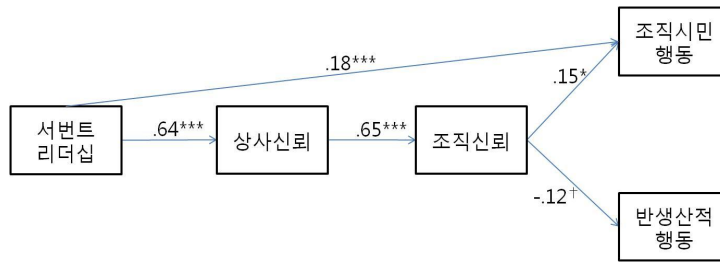 조직시민
행동
.18***
.15*
서번트
리더십
.64***
상사신뢰
.65***
조직신뢰
-.12†
반생산적
행동